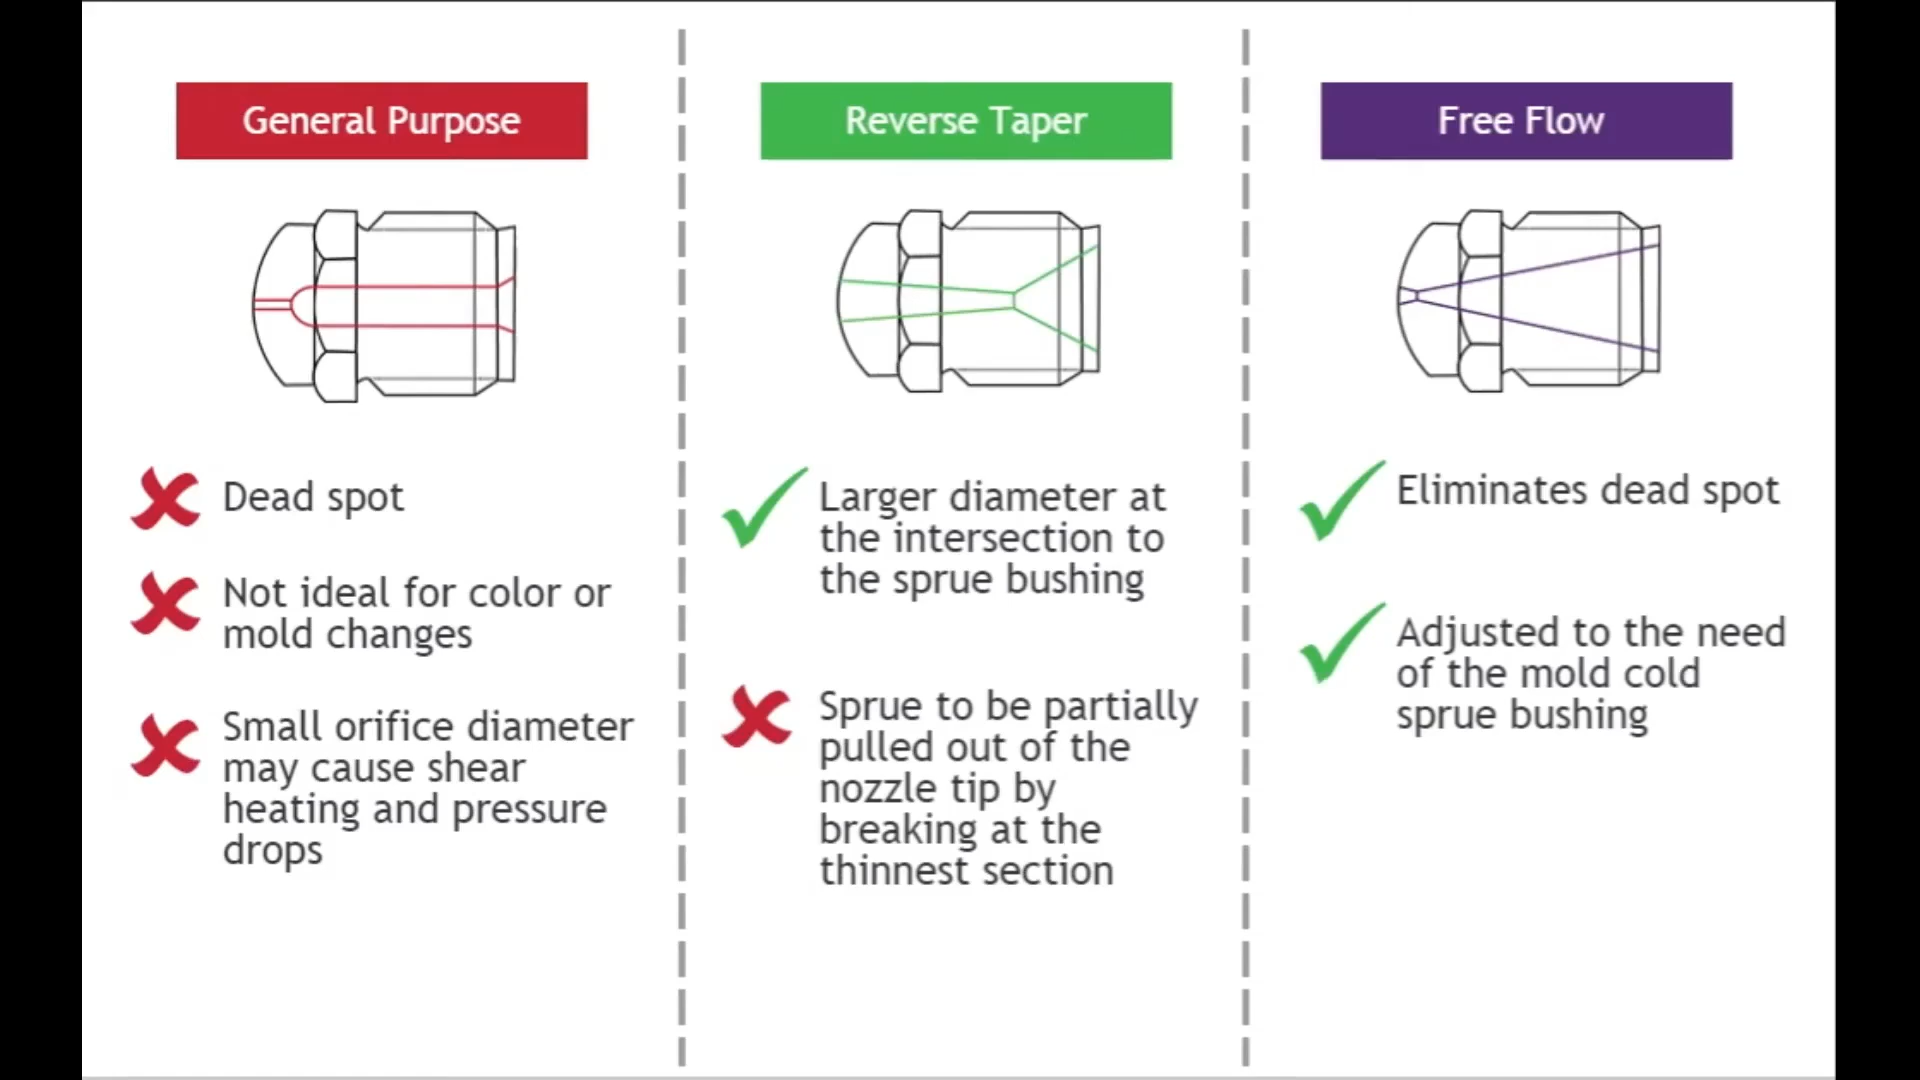 General Purpose
Dead spot
Not ideal for color or
mold changes
Small orifice diameter
may cause shear
heating and pressure
drops
Reverse Taper
Larger diameter at
the intersection to
the sprue bushing
Sprue to be partially
pulled out of the
nozzle tip by
breaking at the
thinnest section
Free Flow
Eliminates dead spot
Adjusted to the need
of the mold cold
sprue bushing